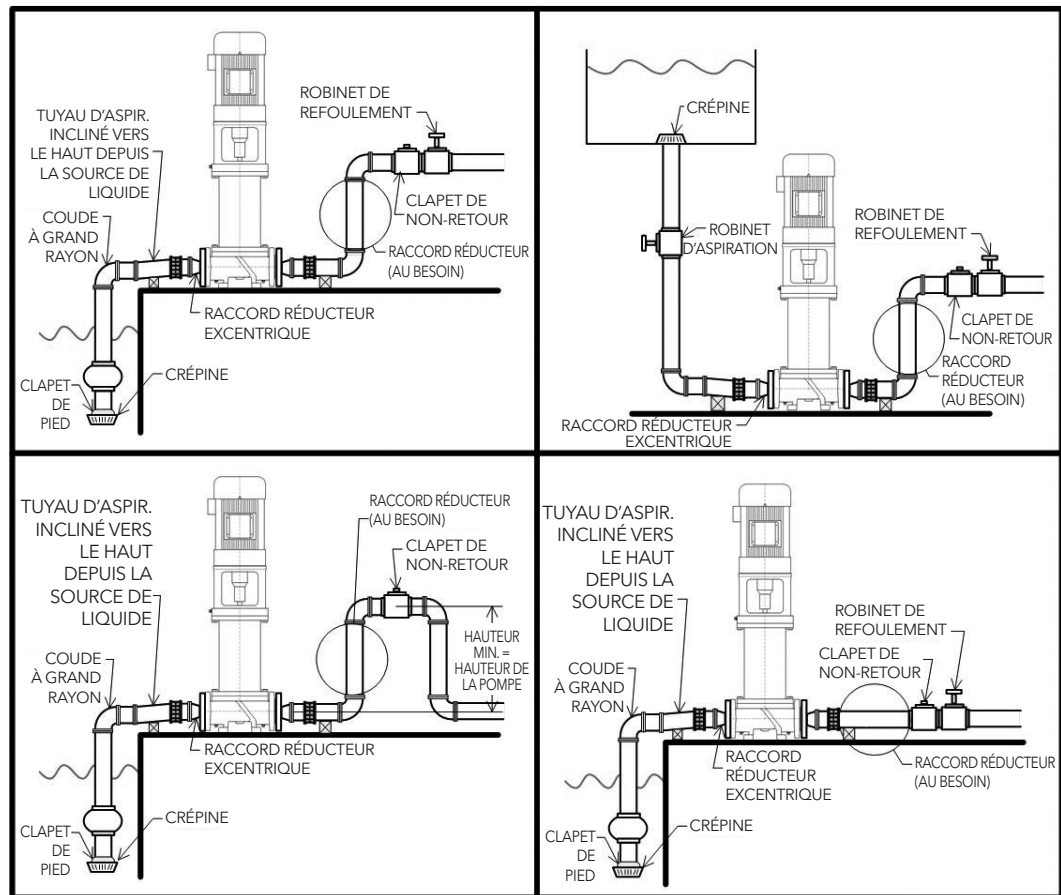 TUYAU D'ASPIR.
INCLINÉ VERS
LE HAUT DEPUIS
LA SOURCE DE
LIQUIDE
COUDE
À GRAND
RAYON
ROBINET DE
REFOULEMENT
CLAPET DE
NON-RETOUR
RACCORD RÉDUCTEUR
(AU BESOIN)
RACCORD RÉDUCTEUR
EXCENTRIQUE
CLAPET
DE
PIED
CRÉPINE
CRÉPINE
ROBINET
D'ASPIRATION
ROBINET DE
REFOULEMENT
CLAPET DE
NON-RETOUR
RACCORD
RÉDUCTEUR
(AU BESOIN)
RACCORD RÉDUCTEUR
EXCENTRIQUE
TUYAU D'ASPIR.
INCLINÉ VERS
LE HAUT
DEPUIS LA
SOURCE DE
LIQUIDE
COUDE
À GRAND
RAYON
RACCORD RÉDUCTEUR
(AU BESOIN)
CLAPET DE
NON-RETOUR
HAUTEUR
MIN. =
HAUTEUR DE
LA POMPE
RACCORD RÉDUCTEUR
EXCENTRIQUE
CLAPET
DE
PIED
CRÉPINE
TUYAU D'ASPIR.
INCLINÉ VERS
LE HAUT
DEPUIS LA
SOURCE DE
LIQUIDE
COUDE
À GRAND
RAYON
ROBINET DE
REFOULEMENT
CLAPET DE
NON-RETOUR
RACCORD
RÉDUCTEUR
EXCENTRIQUE
RACCORD RÉDUCTEUR
(AU BESOIN)
CLAPET
DE
PIED
CRÉPINE